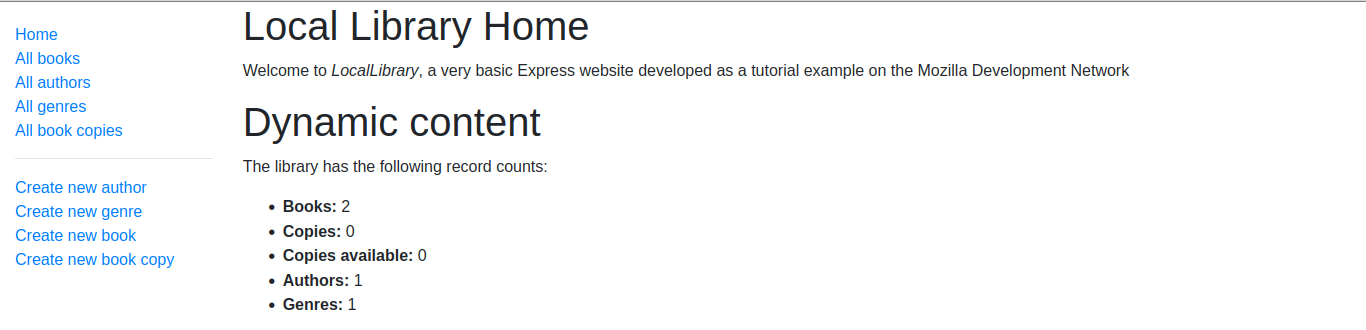 Home
All books
All authors
All genres
All book copies
Create new author
Create new genre
Create new book
Create new book copy
Local Library Home
Welcome to LocalLibrary, a very basic Express website developed as a tutorial example on the Mozilla Development Network
Dynamic content
The library has the following record counts:
Books: 2
Copies: 0
Copies available: 0
Authors: 1
Genres: 1